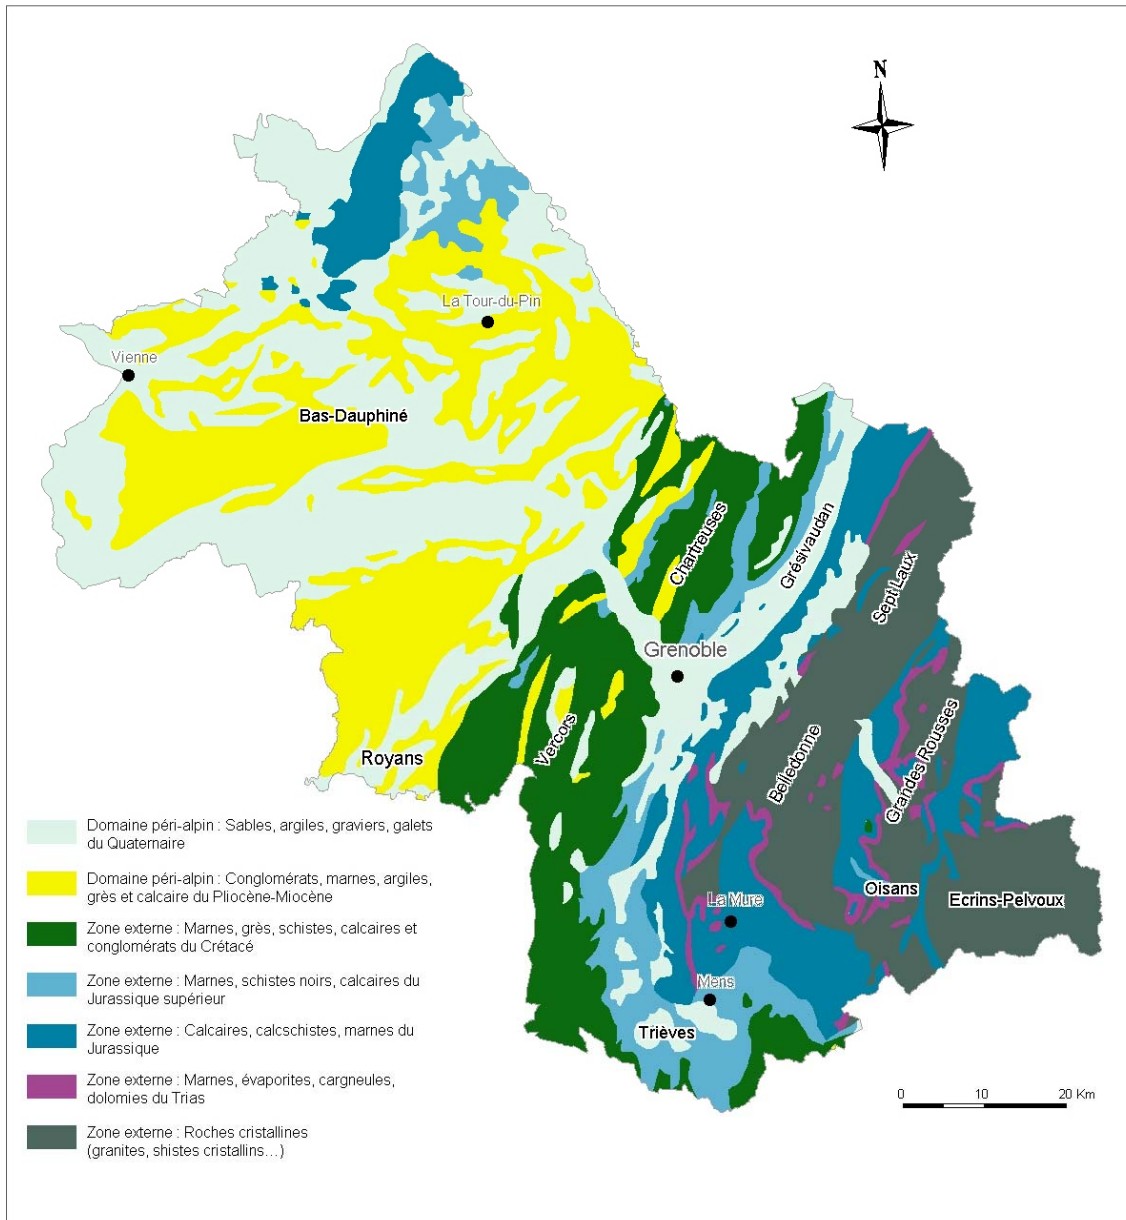 N
La Tour-du-Pin
Vienne
Bas-Dauphiné
Chartreuses
Grésivaudan
Sept Laux
Grenoble
Royans
Vercors
Belledonne
Grandes Rousses
Oisans
Ecrins-Pelvoux
La Mure
Mens
Trièves
Domaine péri-alpin : Sables, argiles, graviers, galets
du Quaternaire
Domaine péri-alpin : Conglomérats, marnes, argiles,
grès et calcaire du Pliocène-Miocène
Zone externe : Marnes, grès, schistes, calcaires et
conglomérats du Crétacé
Zone externe : Marnes, schistes noirs, calcaires du
Jurassique supérieur
Zone externe : Calcaires, calcschistes, marnes du
Jurassique
Zone externe : Marnes, évaporites, cargneules,
dolomies du Trias
Zone externe : Roches cristallines
(granites, shistes cristallins...)
0 10 20 Km